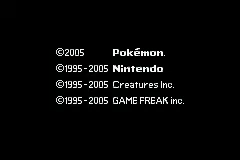 ©2005 Pokémon.
©1995-2005 Nintendo
©1995-2005 Creatures Inc.
©1995-2005 GAME FREAK inc.